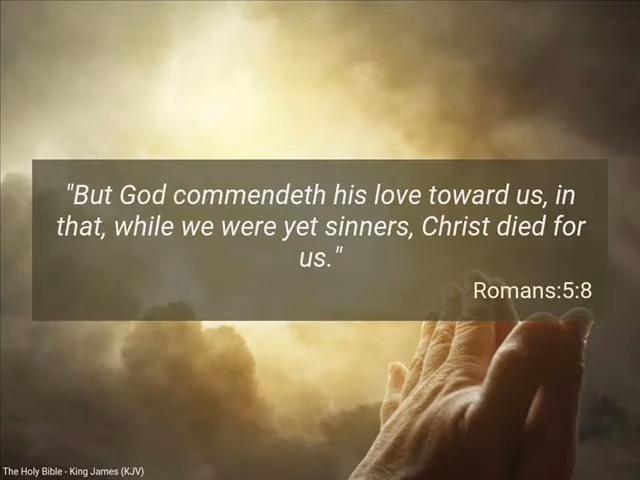 "But God commendeth his love toward us, in
that, while we were yet sinners, Christ died for
us."
Romans:5:8
The Holy Bible - King James (KJV)